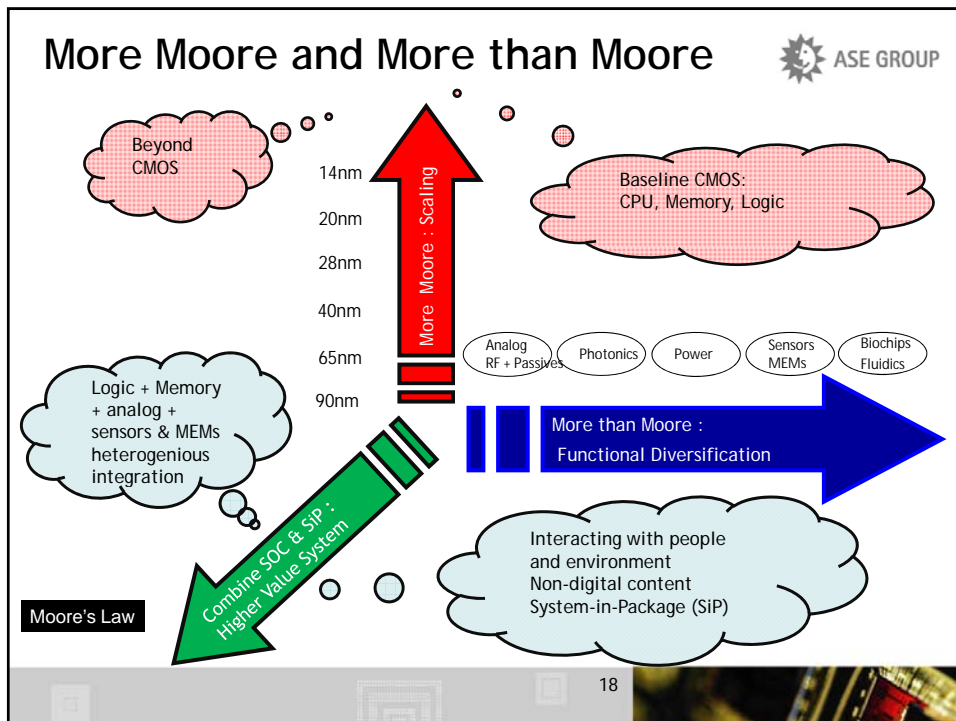 More Moore and More than Moore
ASE GROUP
Beyond
CMOS
Baseline CMOS:
CPU, Memory, Logic
14nm
20nm
28nm
40nm
65nm
90nm
More Moore : Scaling
Analog
RF + Passives
Photonics
Power
Sensors
MEMs
Biochips
Fluidics
Logic + Memory
+ analog +
sensors & MEMs
heterogenious
integration
More than Moore :
Functional Diversification
Combine SOC & SiP :
Higher Value System
Interacting with people
and environment
Non-digital content
System-in-Package (SiP)
Moore's Law
18